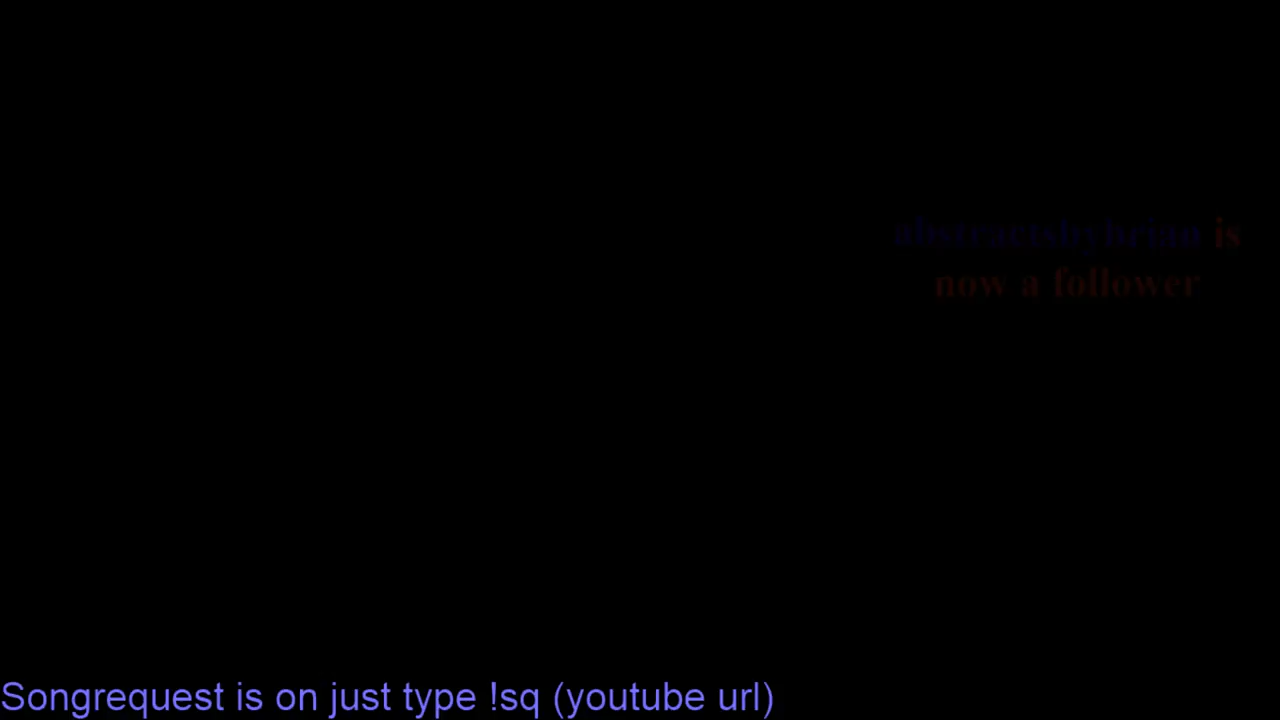 abstractsbybrian is
now a follower
Songrequest is on just type !sq (youtube url)